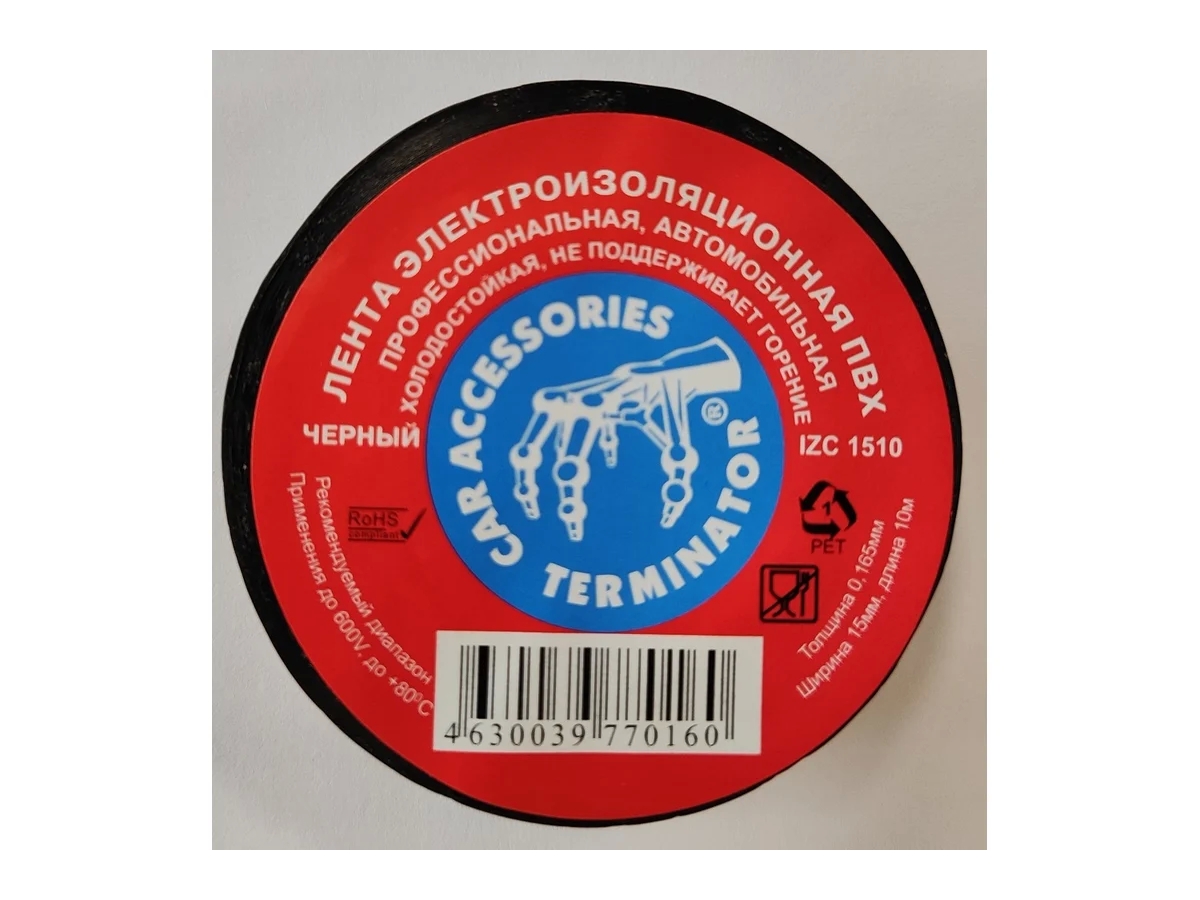 ЛЕНТА ЭЛЕКТРОИЗОЛЯЦИОННАЯ ПВХ
ПРОФЕССИОНАЛЬНАЯ, АВТОМОБИЛЬНАЯ
ХОЛОДОСТОЙКАЯ, НЕ ПОДДЕРЖИВАЕТ ГОРЕНИЕ
ЧЕРНЫЙ
IZC 1510
CAR ACCESSORIES
TERMINATOR®
RoHS
compliant
1
PET
Рекомендуемый диапазон
Применения до 600V, до +80ºC
Толщина 0,165мм
Ширина 15мм, длина 10м
4 630039 770160